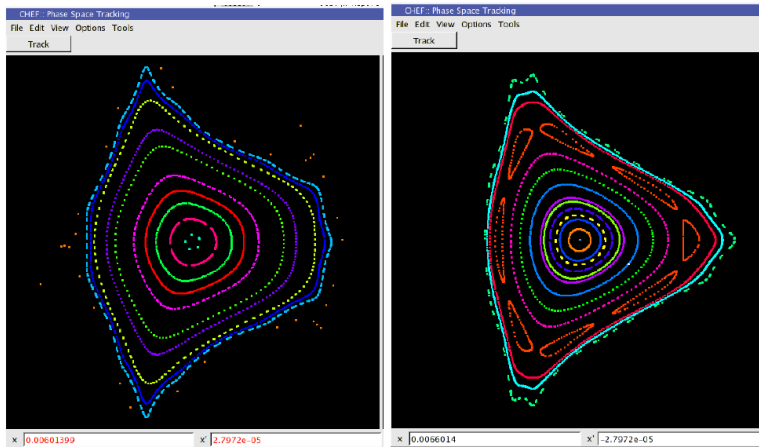 CHEF:: Phase Space Tracking
File Edit View Options Tools
Track
x 0.00601399 x' 2.7972e-05
CHEF:: Phase Space Tracking
File Edit View Options Tools
Track
x 0.0066014 x' -2.7972e-05